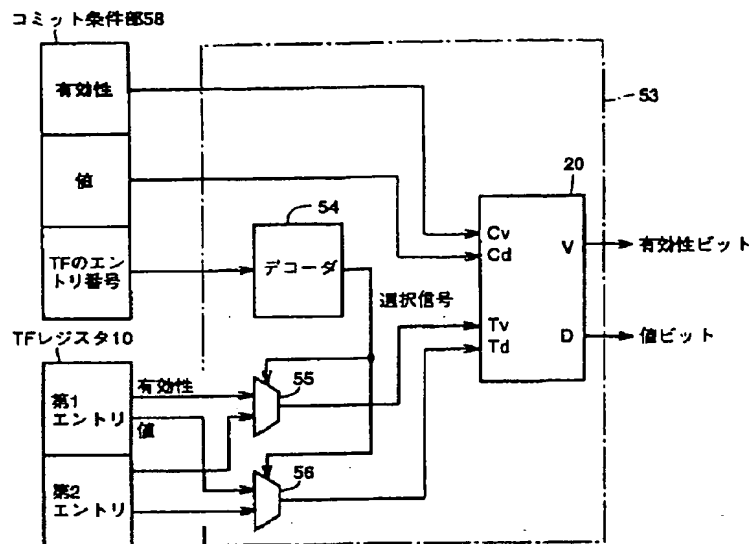 コミット条件部58
有効性
値
TFのエント
リ番号
TFレジスタ10
第1
エントリ
第2
エントリ
有効性
値
54
デコーダ
選択信号
55
56
53
20
Cv
Cd
Tv
Td
V
D
有効性ビット
値ビット